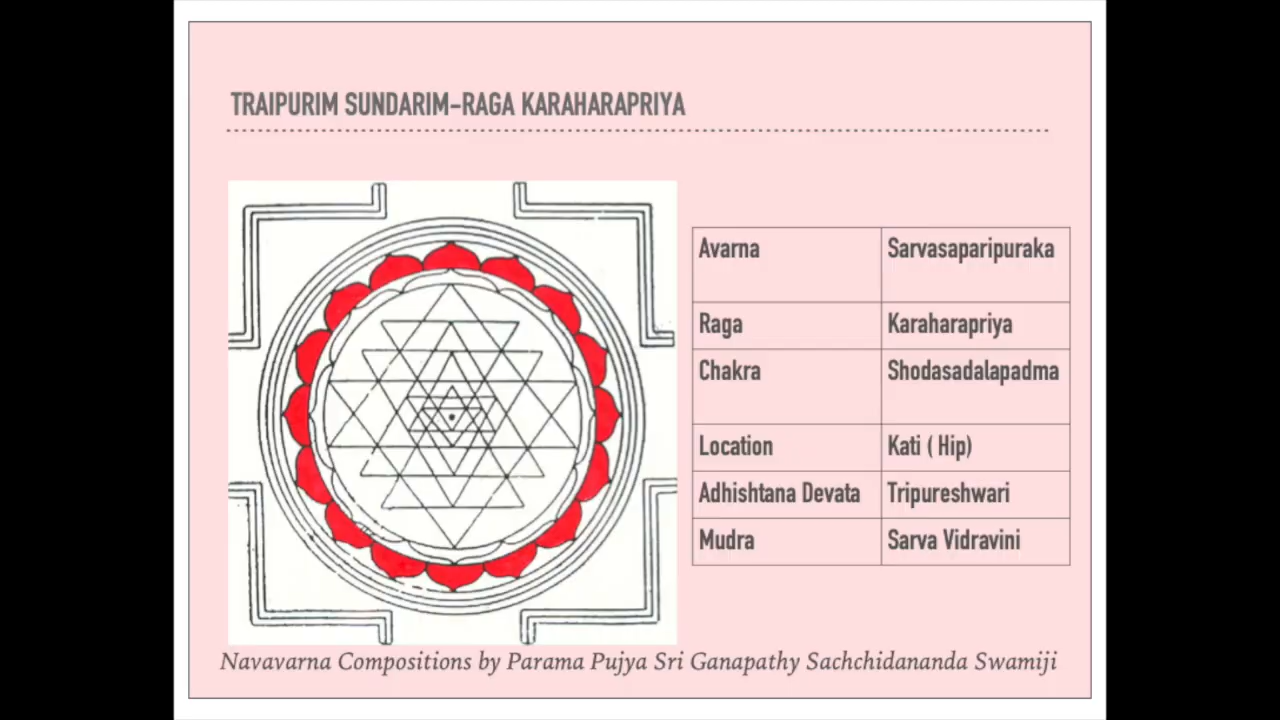 TRAIPURIM SUNDARIM-RAGA KARAHARAPRIYA
Avarna Sarvasaparipuraka
Raga Karaharapriya
Chakra Shodasadalapadma
Location Kati ( Hip)
Adhishtana Devata Tripureshwari
Mudra Sarva Vidravini
Navavarna Compositions by Parama Pujya Sri Ganapathy Sachchidananda Swamiji